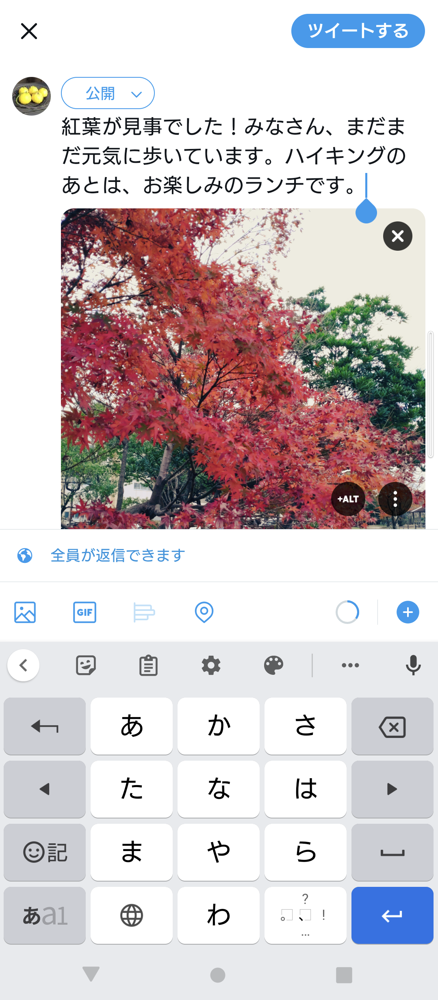 ツイートする
公開
紅葉が見事でした！みなさん、まだま
だ元気に歩いています。ハイキングの
あとは、お楽しみのランチです。
+ALT
全員が返信できます
GIF
あ
か
さ
た
な
は
記
ま
や
ら
あa1
わ
?
。 、 !
...